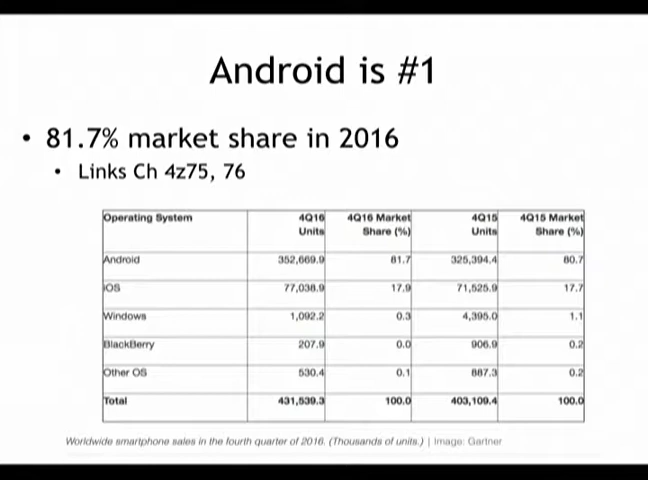 Android is #1
• 81.7% market share in 2016
• Links Ch 4z75, 76
Operating System 4Q16 Units 4Q16 Market Share (%) 4Q15 Units 4Q15 Market Share (%)
Android 352,669.9 81.7 325,394.4 80.7
iOS 77,038.9 17.9 71,525.9 17.7
Windows 1,092.2 0.3 4,395.0 1.1
BlackBerry 207.9 0.0 906.9 0.2
Other OS 530.4 0.1 887.3 0.2
Total 431,539.3 100.0 403,109.4 100.0
Worldwide smartphone sales in the fourth quarter of 2016. (Thousands of units.) | Image: Gartner